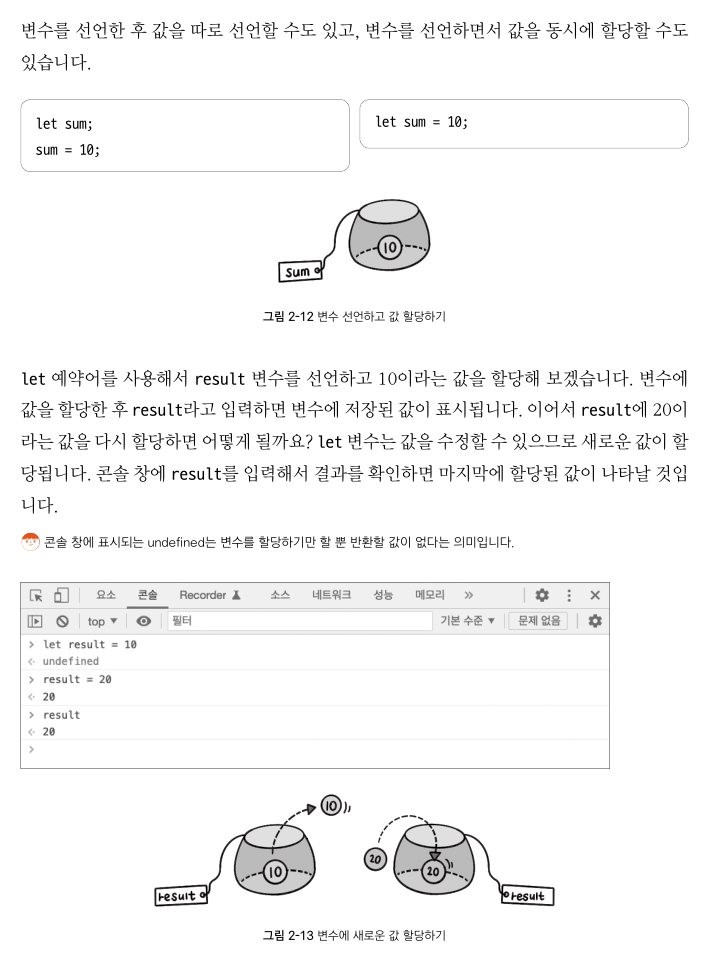 변수를 선언한 후 값을 따로 선언할 수도 있고, 변수를 선언하면서 값을 동시에 할당할 수도
있습니다.
let sum;
sum = 10;
let sum = 10;
10
sum
그림 2-12 변수 선언하고 값 할당하기
let 예약어를 사용해서 result 변수를 선언하고 10이라는 값을 할당해 보겠습니다. 변수에
값을 할당한 후 result라고 입력하면 변수에 저장된 값이 표시됩니다. 이어서 result에 20이
라는 값을 다시 할당하면 어떻게 될까요? let 변수는 값을 수정할 수 있으므로 새로운 값이 할
당됩니다. 콘솔 창에 result를 입력해서 결과를 확인하면 마지막에 할당된 값이 나타날 것입
니다.
콘솔 창에 표시되는 undefined는 변수를 할당하기만 할 뿐 반환할 값이 없다는 의미입니다.
요소 콘솔 Recorder 소스 네트워크 성능 메모리 »
top ▼ 필터 기본 수준 ▼ 문제 없음
> let result = 10
<· undefined
> result = 20
<· 20
> result
<· 20
>
10
10
result
20
20
result
그림 2-13 변수에 새로운 값 할당하기